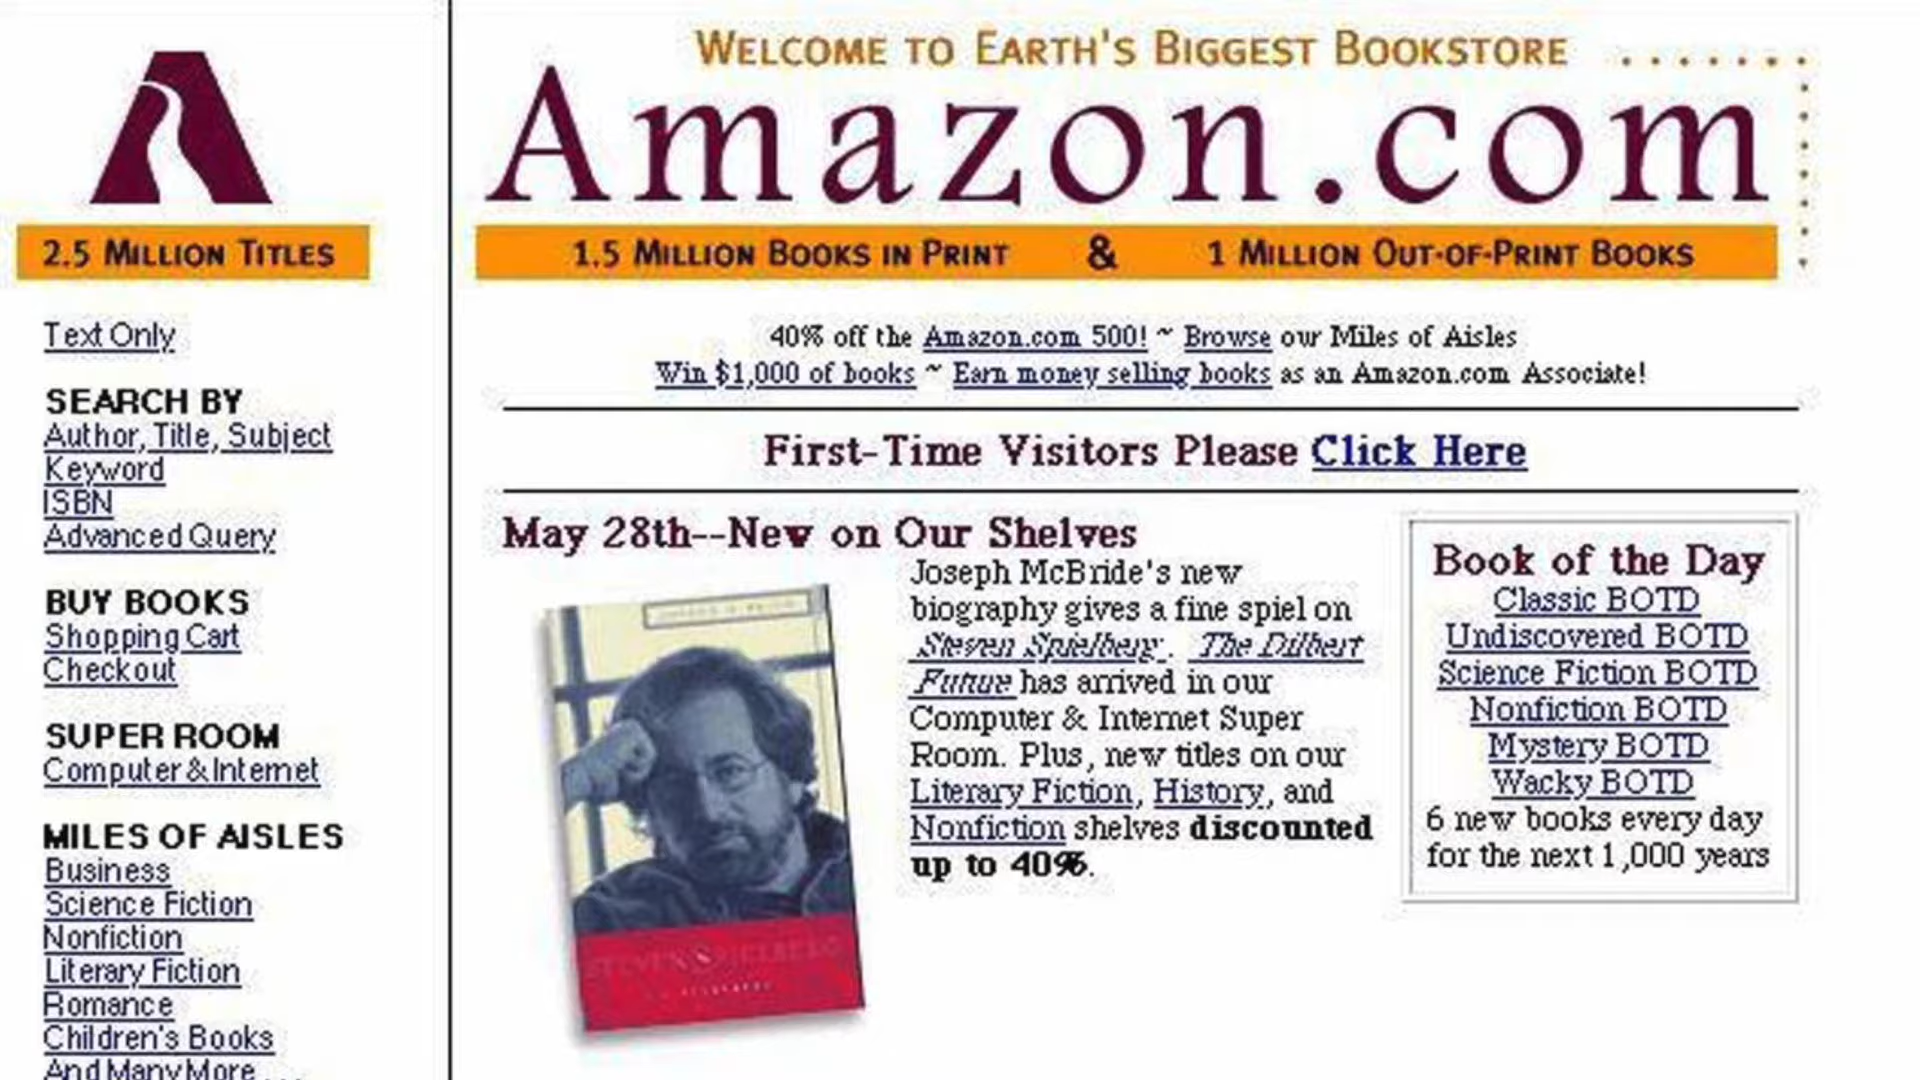 2.5 MILLION TITLES
Text Only
SEARCH BY
Author, Title, Subject
Keyword
ISBN
Advanced Query
BUY BOOKS
Shopping Cart
Checkout
SUPER ROOM
Computer & Internet
MILES OF AISLES
Business
Science Fiction
Nonfiction
Literary Fiction
Romance
Children's Books
And Many More
WELCOME TO EARTH'S BIGGEST BOOKSTORE
Amazon.com
1.5 MILLION BOOKS IN PRINT & 1 MILLION OUT-OF-PRINT BOOKS
40% off the Amazon.com 500! ~ Browse our Miles of Aisles
Win $1,000 of books ~ Earn money selling books as an Amazon.com Associate!
First-Time Visitors Please Click Here
May 28th--New on Our Shelves
STEVEN SPIELBERG
Joseph McBride's new
biography gives a fine spiel on
Steven Spielberg. The Dilbert
Future has arrived in our
Computer & Internet Super
Room. Plus, new titles on our
Literary Fiction, History, and
Nonfiction shelves discounted
up to 40%.
Book of the Day
Classic BOTD
Undiscovered BOTD
Science Fiction BOTD
Nonfiction BOTD
Mystery BOTD
Wacky BOTD
6 new books every day
for the next 1,000 years